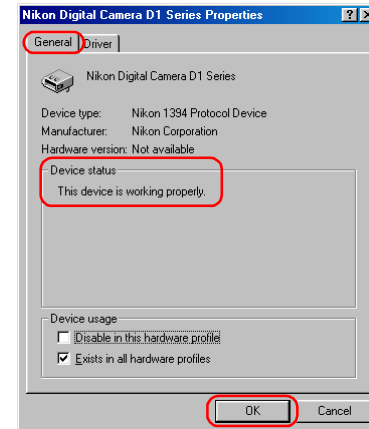 Nikon Digital Camera D1 Series Properties
General Driver
Nikon Digital Camera D1 Series
Device type: Nikon 1394 Protocol Device
Manufacturer: Nikon Corporation
Hardware version: Not available
Device status
This device is working properly.
Device usage
Disable in this hardware profile
Exists in all hardware profiles
OK Cancel